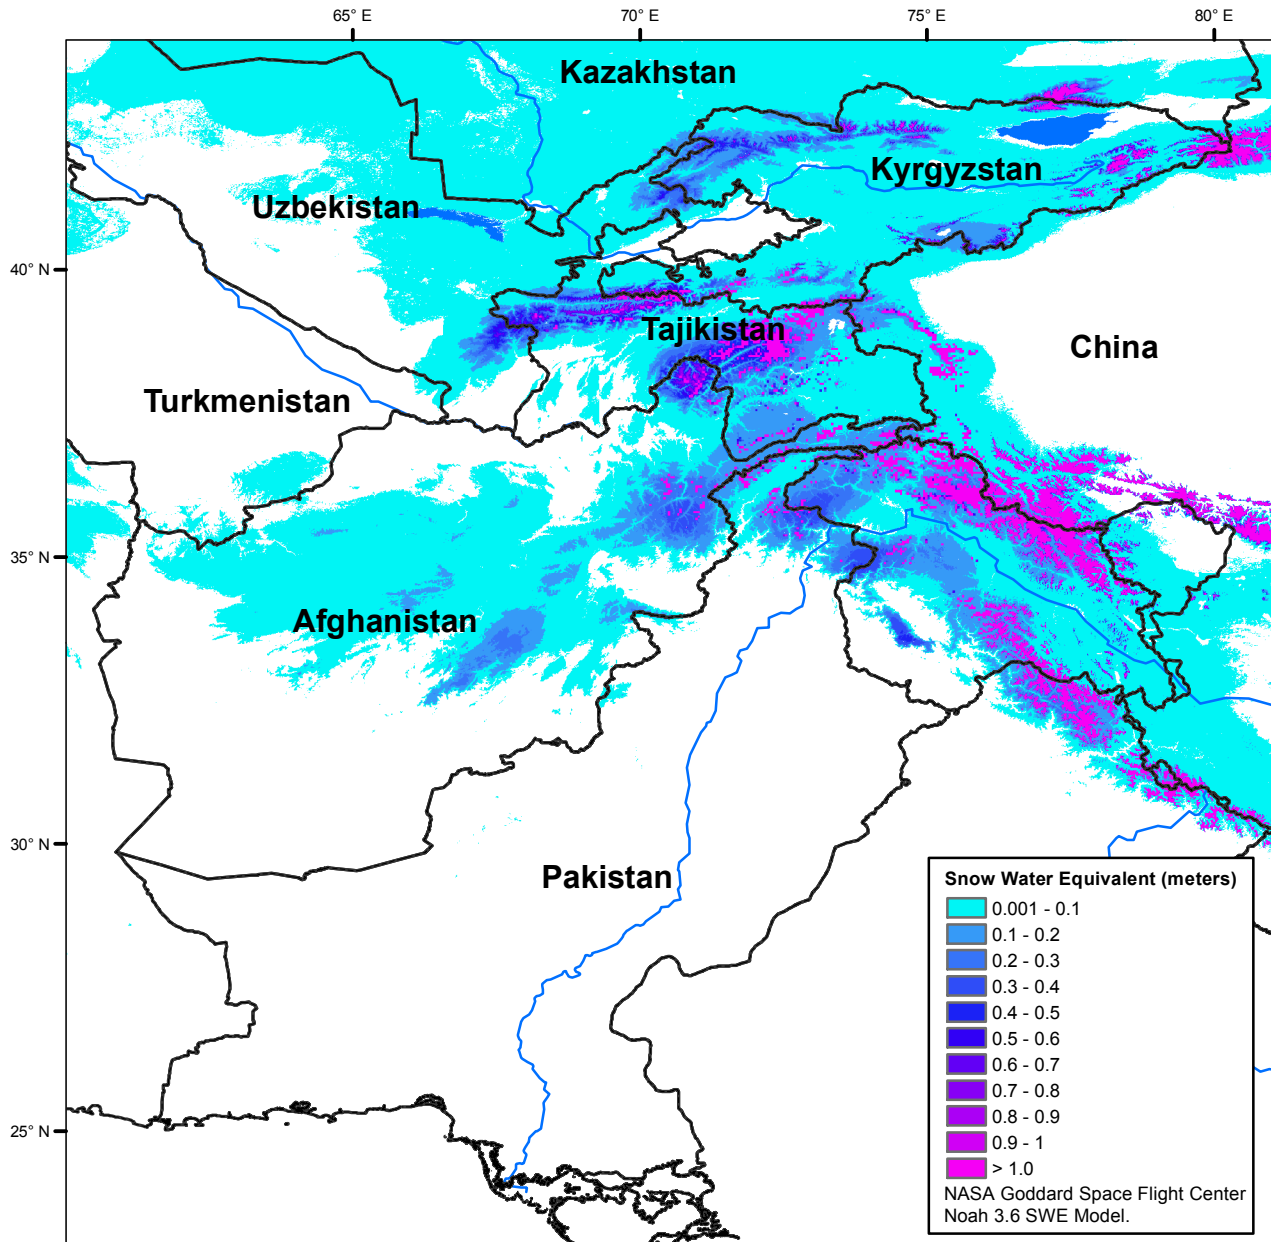 65° E
70° E
75° E
80° E
Kazakhstan
Kyrgyzstan
Uzbekistan
40° N
Tajikistan
China
Turkmenistan
35° N
Afghanistan
30° N
Pakistan
25° N
Snow Water Equivalent (meters)
0.001 - 0.1
0.1 - 0.2
0.2 - 0.3
0.3 - 0.4
0.4 - 0.5
0.5 - 0.6
0.6 - 0.7
0.7 - 0.8
0.8 - 0.9
0.9 - 1
> 1.0
NASA Goddard Space Flight Center
Noah 3.6 SWE Model.